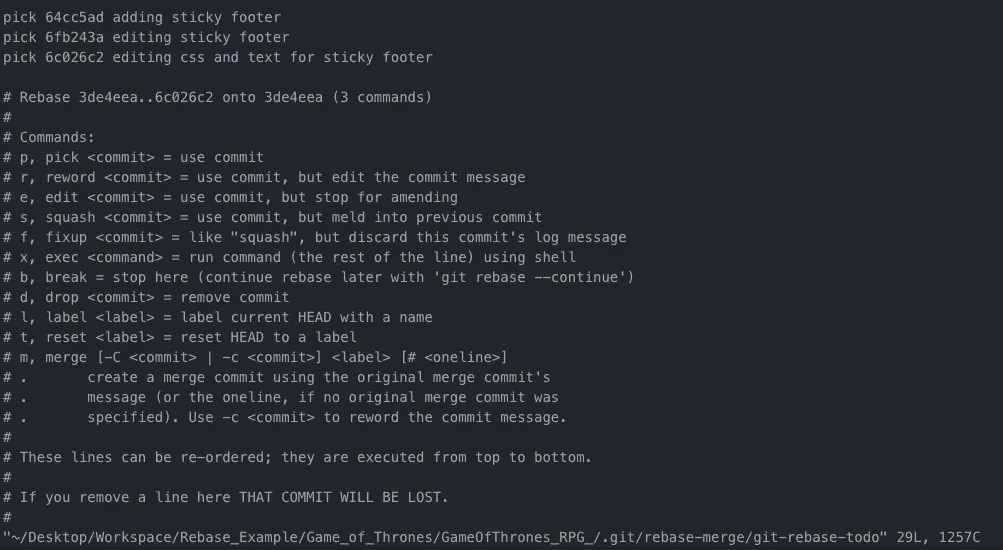 pick 64cc5ad adding sticky footer
pick 6fb243a editing sticky footer
pick 6c026c2 editing css and text for sticky footer
# Rebase 3de4eea..6c026c2 onto 3de4eea (3 commands)
#
# Commands:
# p, pick <commit> = use commit
# r, reword <commit> = use commit, but edit the commit message
# e, edit <commit> = use commit, but stop for amending
# s, squash <commit> = use commit, but meld into previous commit
# f, fixup <commit> = like "squash", but discard this commit's log message
# x, exec <command> = run command (the rest of the line) using shell
# b, break = stop here (continue rebase later with 'git rebase --continue')
# d, drop <commit> = remove commit
# l, label <label> = label current HEAD with a name
# t, reset <label> = reset HEAD to a label
# m, merge [-C <commit> | -c <commit>] <label> [# <oneline>]
# .       create a merge commit using the original merge commit's
# .       message (or the oneline, if no original merge commit was
# .       specified). Use -c <commit> to reword the commit message.
#
# These lines can be re-ordered; they are executed from top to bottom.
#
# If you remove a line here THAT COMMIT WILL BE LOST.
#
"~/Desktop/Workspace/Rebase_Example/Game_of_Thrones/GameOfThrones_RPG_/.git/rebase-merge/git-rebase-todo" 29L, 1257C